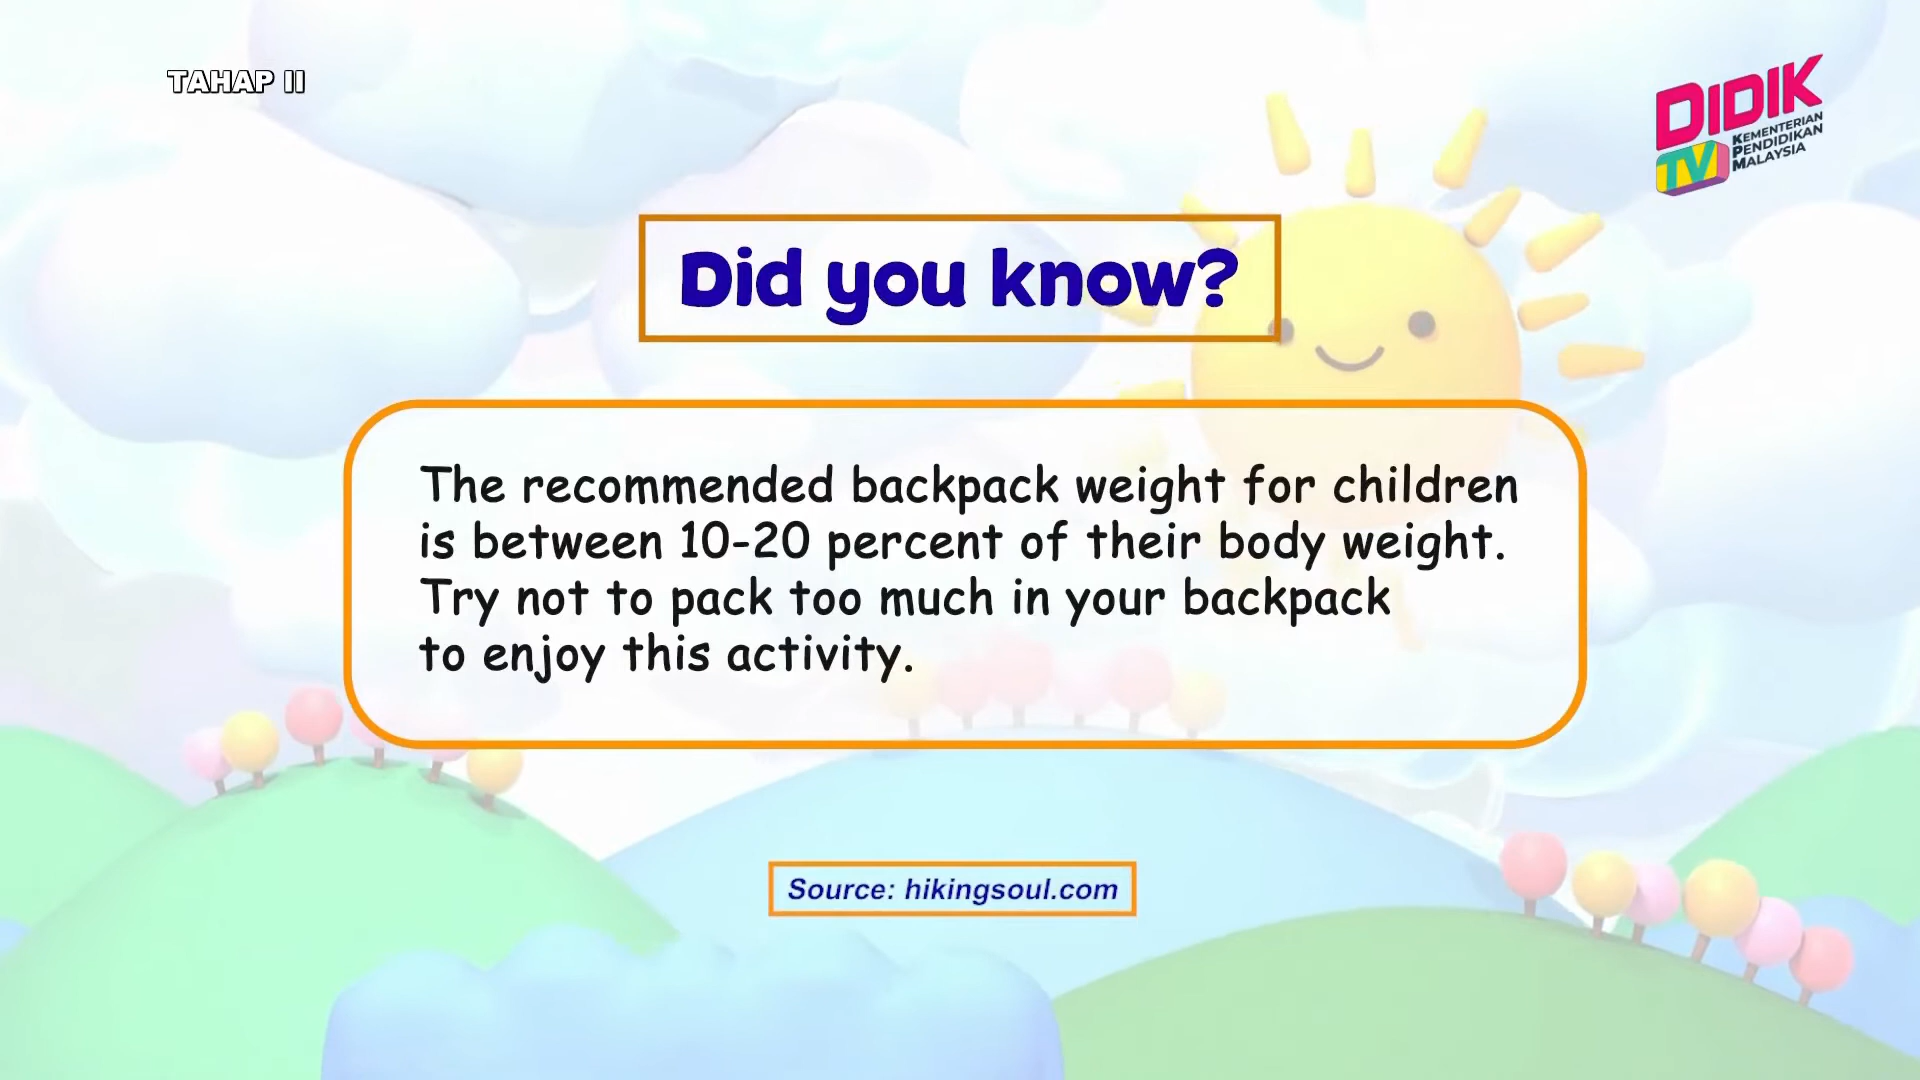 TAHAP II
DIDIK
TV
KEMENTERIAN
PENDIDIKAN
MALAYSIA
Did you know?
The recommended backpack weight for children
is between 10-20 percent of their body weight.
Try not to pack too much in your backpack
to enjoy this activity.
Source: hikingsoul.com